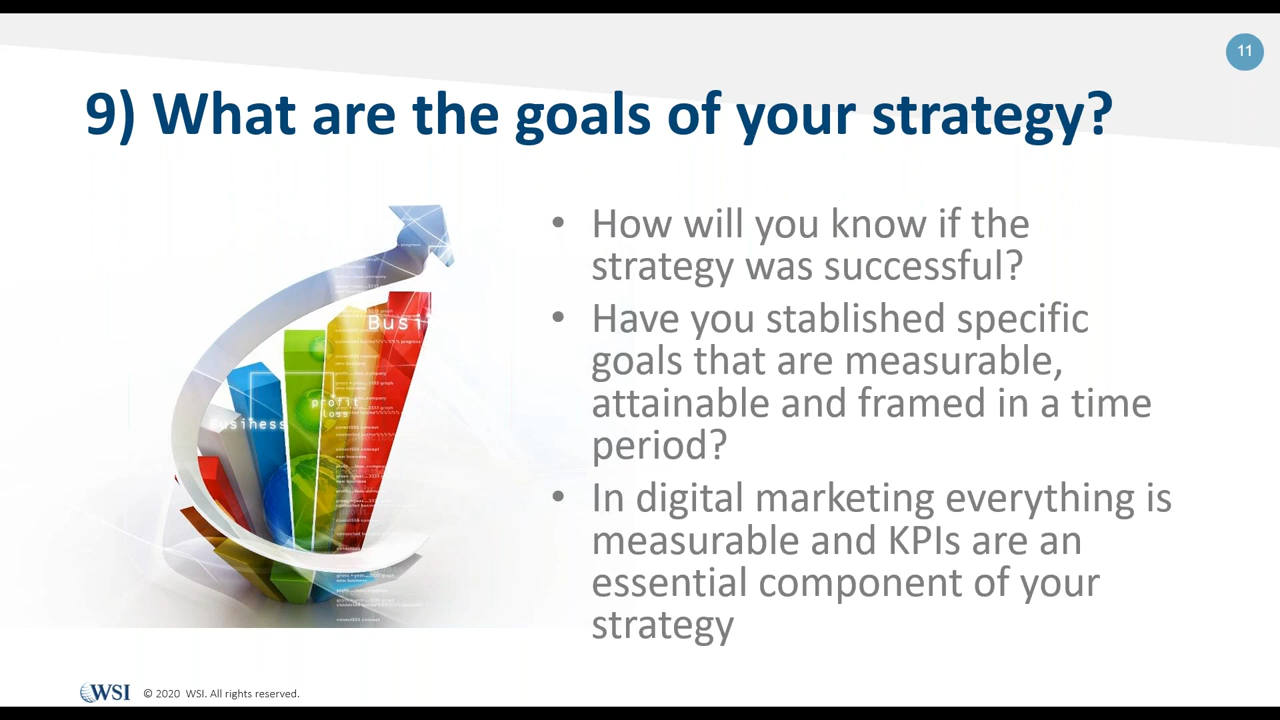 11
9) What are the goals of your strategy?
• How will you know if the
strategy was successful?
• Have you stablished specific
goals that are measurable,
attainable and framed in a time
period?
• In digital marketing everything is
measurable and KPIs are an
essential component of your
strategy
Busi
profit
loss
Business
WSI © 2020 WSI. All rights reserved.